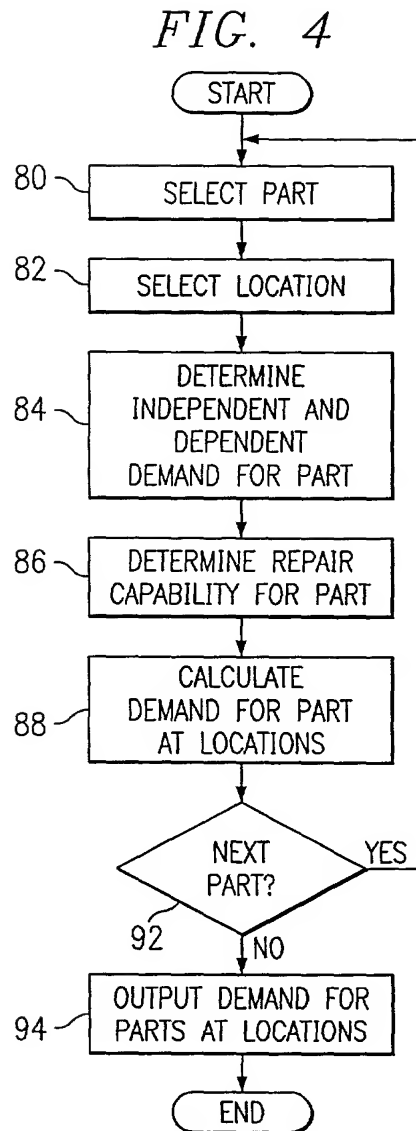 FIG. 4
START
80
SELECT PART
82
SELECT LOCATION
84
DETERMINE
INDEPENDENT AND
DEPENDENT
DEMAND FOR PART
86
DETERMINE REPAIR
CAPABILITY FOR PART
88
CALCULATE
DEMAND FOR PART
AT LOCATIONS
NEXT
PART?
YES
92
NO
94
OUTPUT DEMAND FOR
PARTS AT LOCATIONS
END